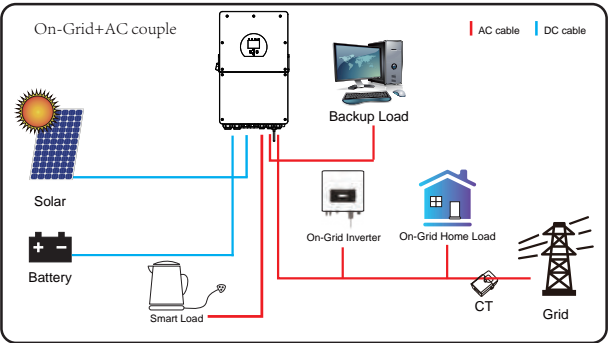 On-Grid+AC couple
AC cable
DC cable
Backup Load
Solar
On-Grid Inverter
On-Grid Home Load
Battery
CT
Grid
Smart Load